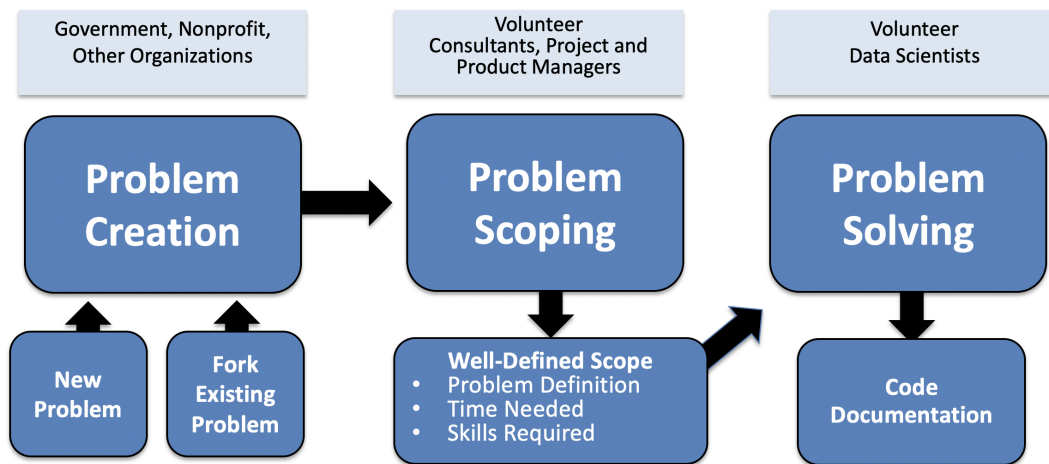 Government, Nonprofit,
Other Organizations
Volunteer
Consultants, Project and
Product Managers
Volunteer
Data Scientists
Problem
Creation
Problem
Scoping
Problem
Solving
New
Problem
Fork
Existing
Problem
Well-Defined Scope
• Problem Definition
• Time Needed
• Skills Required
Code
Documentation